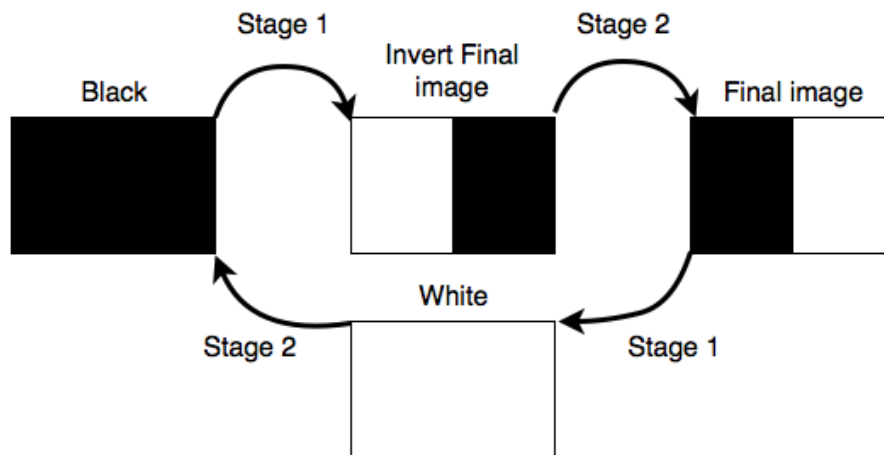 Stage 1
Stage 2
Black
Invert Final
image
Final image
White
Stage 2
Stage 1